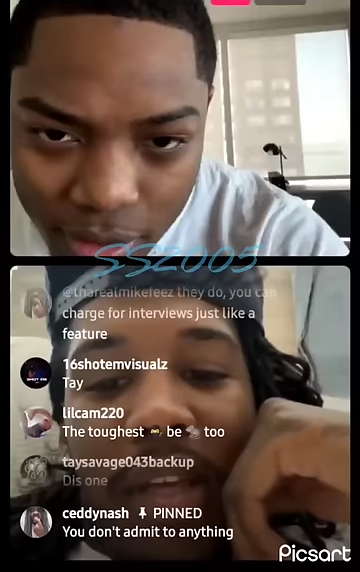 SS2005
@tharealmikefeez they do, you can
charge for interviews just like a
feature
16shotemvisualz
Tay
lilcam220
The toughest 🥷 be 🐀 too
taysavage043backup
Dis one
ceddynash 📌 PINNED
You don't admit to anything
Picsart